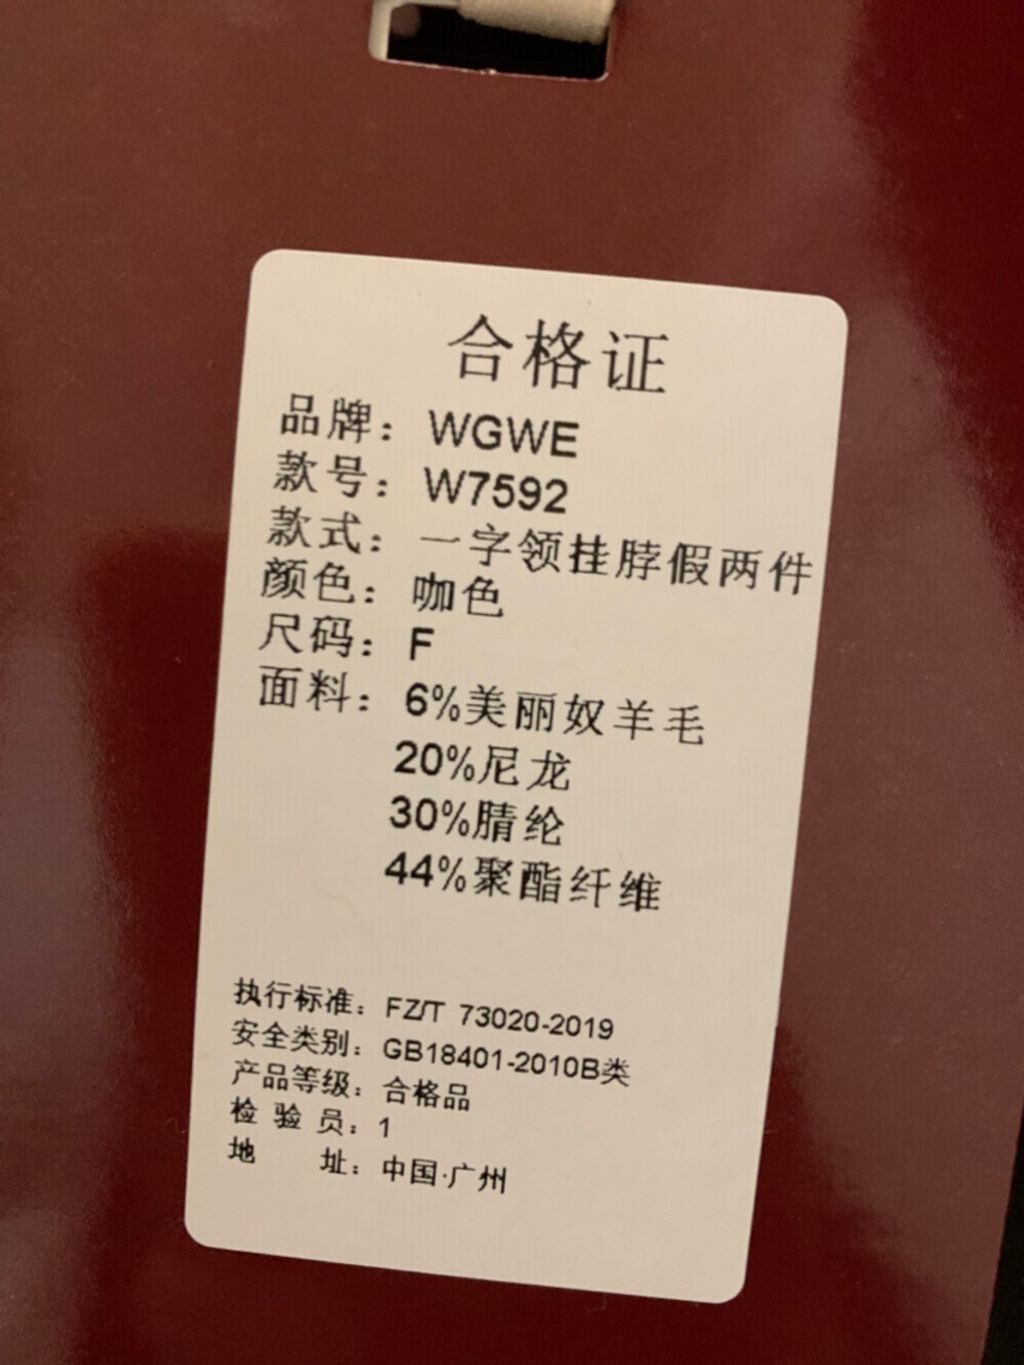 合格证
品牌：WGWE
款号：W7592
款式：一字领挂脖假两件
颜色：咖色
尺码：F
面料：6%美丽奴羊毛
20%尼龙
30%腈纶
44%聚酯纤维
执行标准：FZ/T 73020-2019
安全类别：GB18401-2010B类
产品等级：合格品
检 验 员：1
地 址：中国·广州